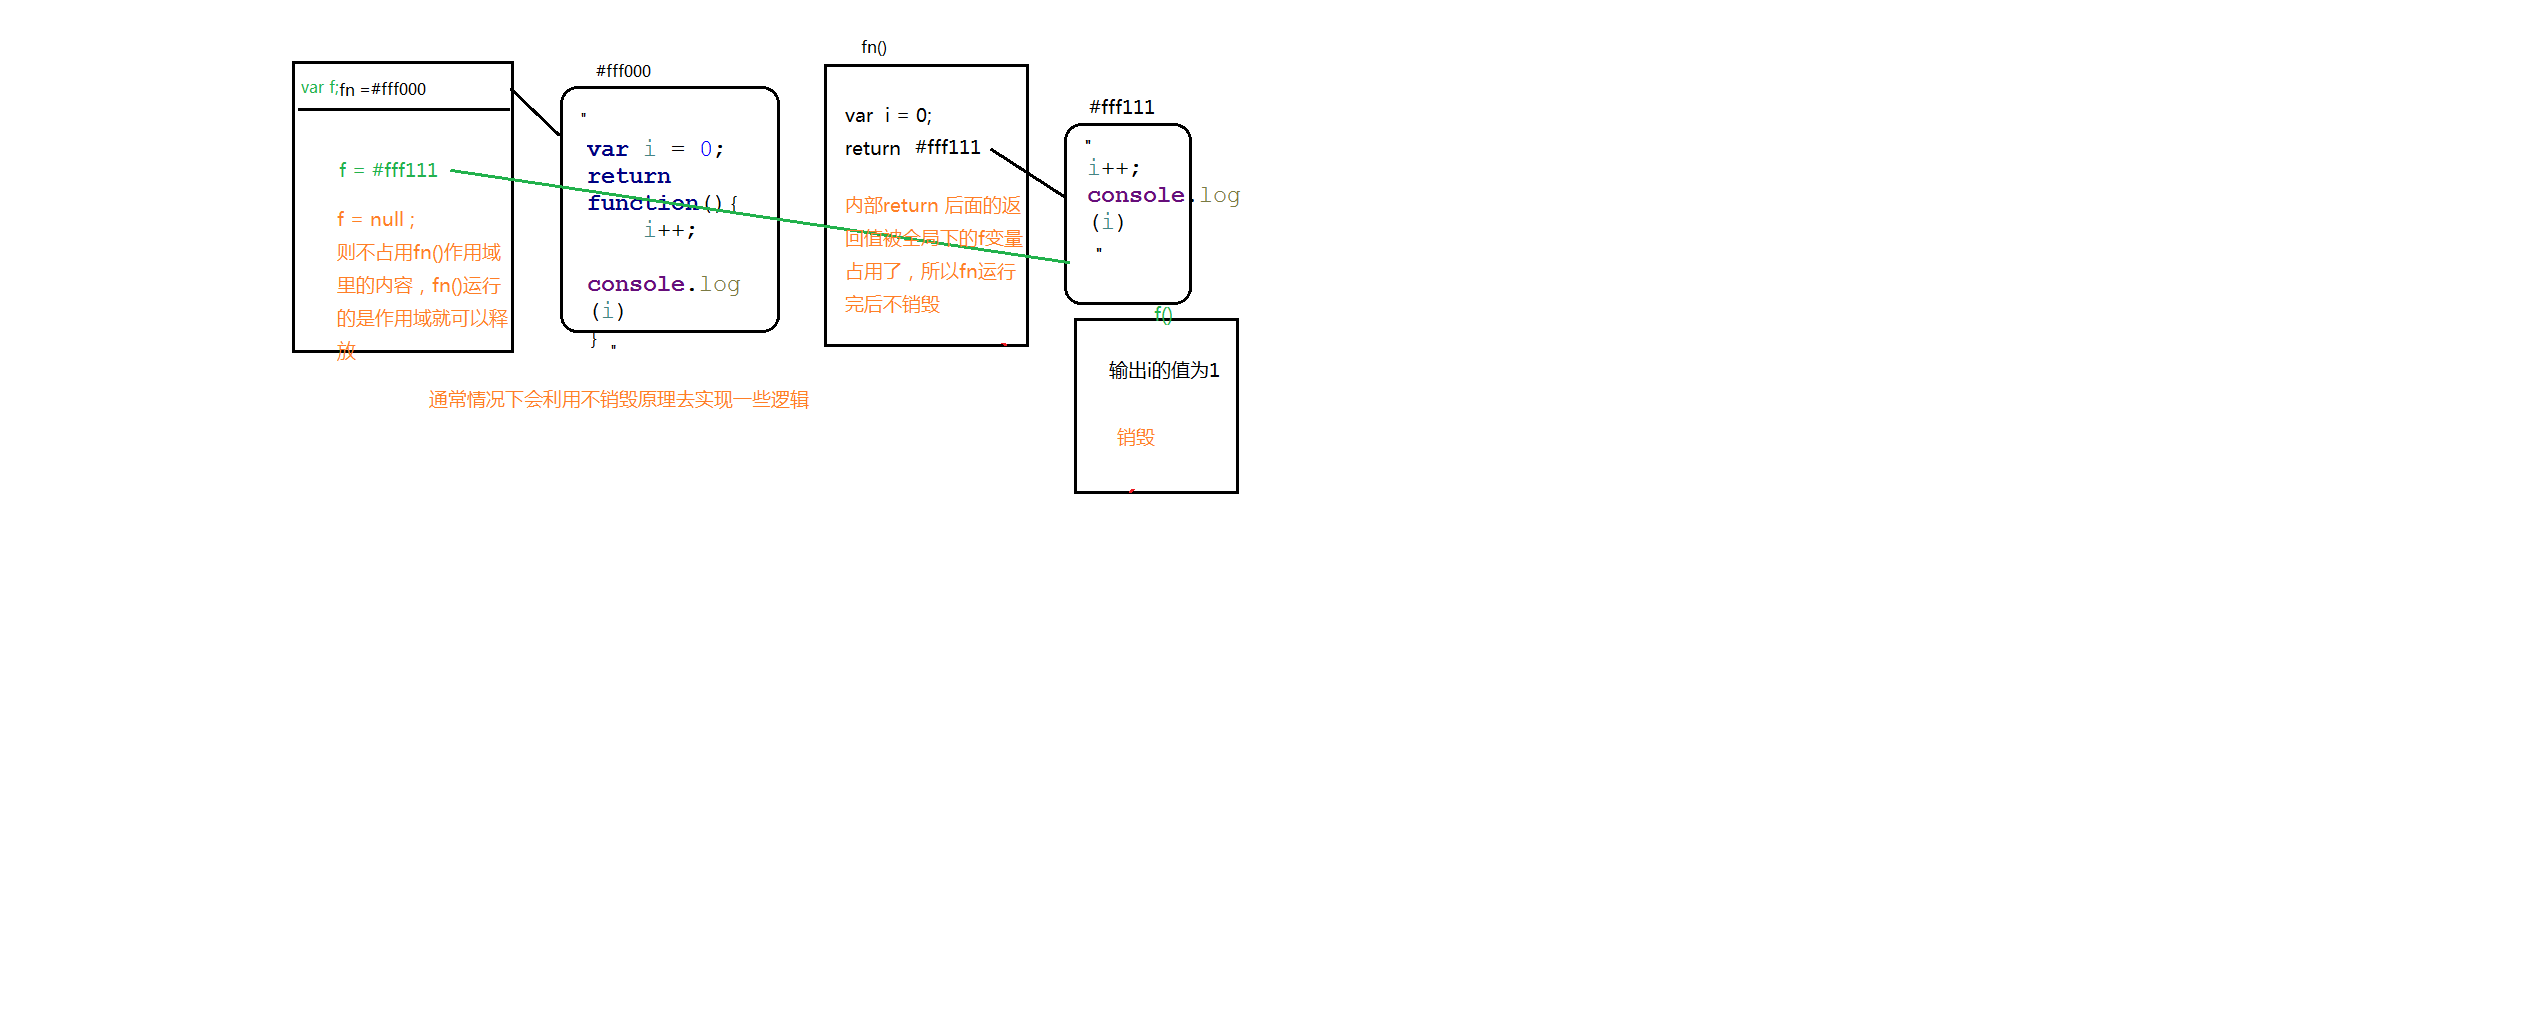 var f;fn =#fff000
f = #fff111
f = null ;
则不占用fn()作用域
里的内容，fn()运行
的是作用域就可以释
放
#fff000
"
var i = 0;
return
function(){
i++;
console.log
(i)
} "
fn()
var i = 0;
return #fff111
内部return 后面的返
回值被全局下的f变量
占用了，所以fn运行
完后不销毁
#fff111
"
i++;
console.log
(i)
"
f()
输出i的值为1
销毁
通常情况下会利用不销毁原理去实现一些逻辑